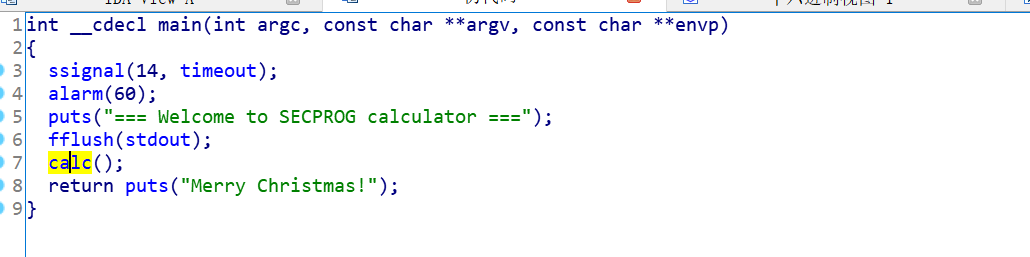 IDA View-A
1 int __cdecl main(int argc, const char **argv, const char **envp)
2 {
3 ssignal(14, timeout);
4 alarm(60);
5 puts("=== Welcome to SECPROG calculator ===");
6 fflush(stdout);
7 calc();
8 return puts("Merry Christmas!");
9 }